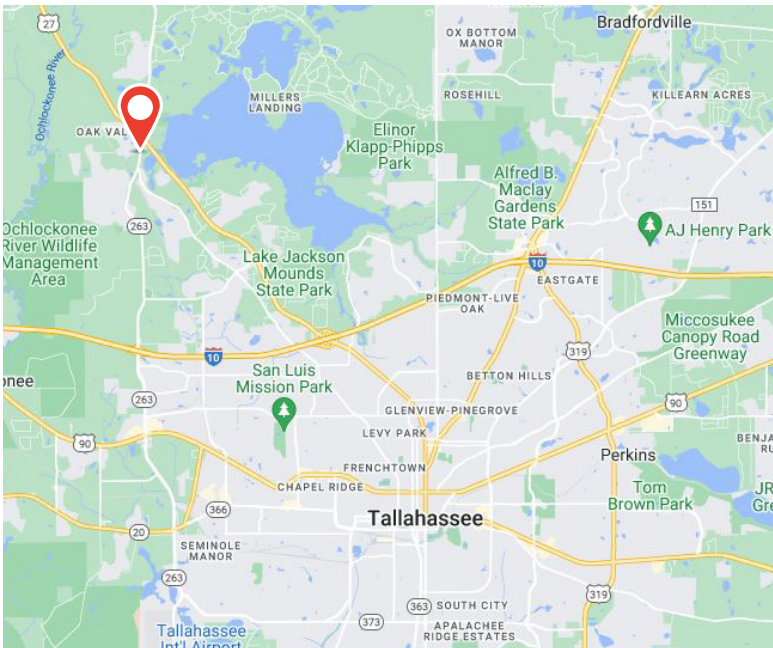 27
Ochlockonee River
Bradfordville
OX BOTTOM
MANOR
MILLERS
LANDING
ROSEHILL
KILLEARN ACRES
OAK VAL
Elinor
Klapp-Phipps
Park
Alfred B.
Maclay
Gardens
State Park
151
AJ Henry Park
263
Ochlockonee
River Wildlife
Management
Area
Lake Jackson
Mounds
State Park
10
EASTGATE
PIEDMONT-LIVE
OAK
Miccosukee
Canopy Road
Greenway
319
10
onee
San Luis
Mission Park
BETTON HILLS
263
GLENVIEW-PINEGROVE
90
LEVY PARK
90
Perkins
BENJA
RU
FRENCHTOWN
CHAPEL RIDGE
Tom
Brown Park
JR
Gre
366
Tallahassee
20
SEMINOLE
MANOR
263
319
363
SOUTH CITY
373
APALACHEE
RIDGE ESTATES
Tallahassee
Int'l Airport